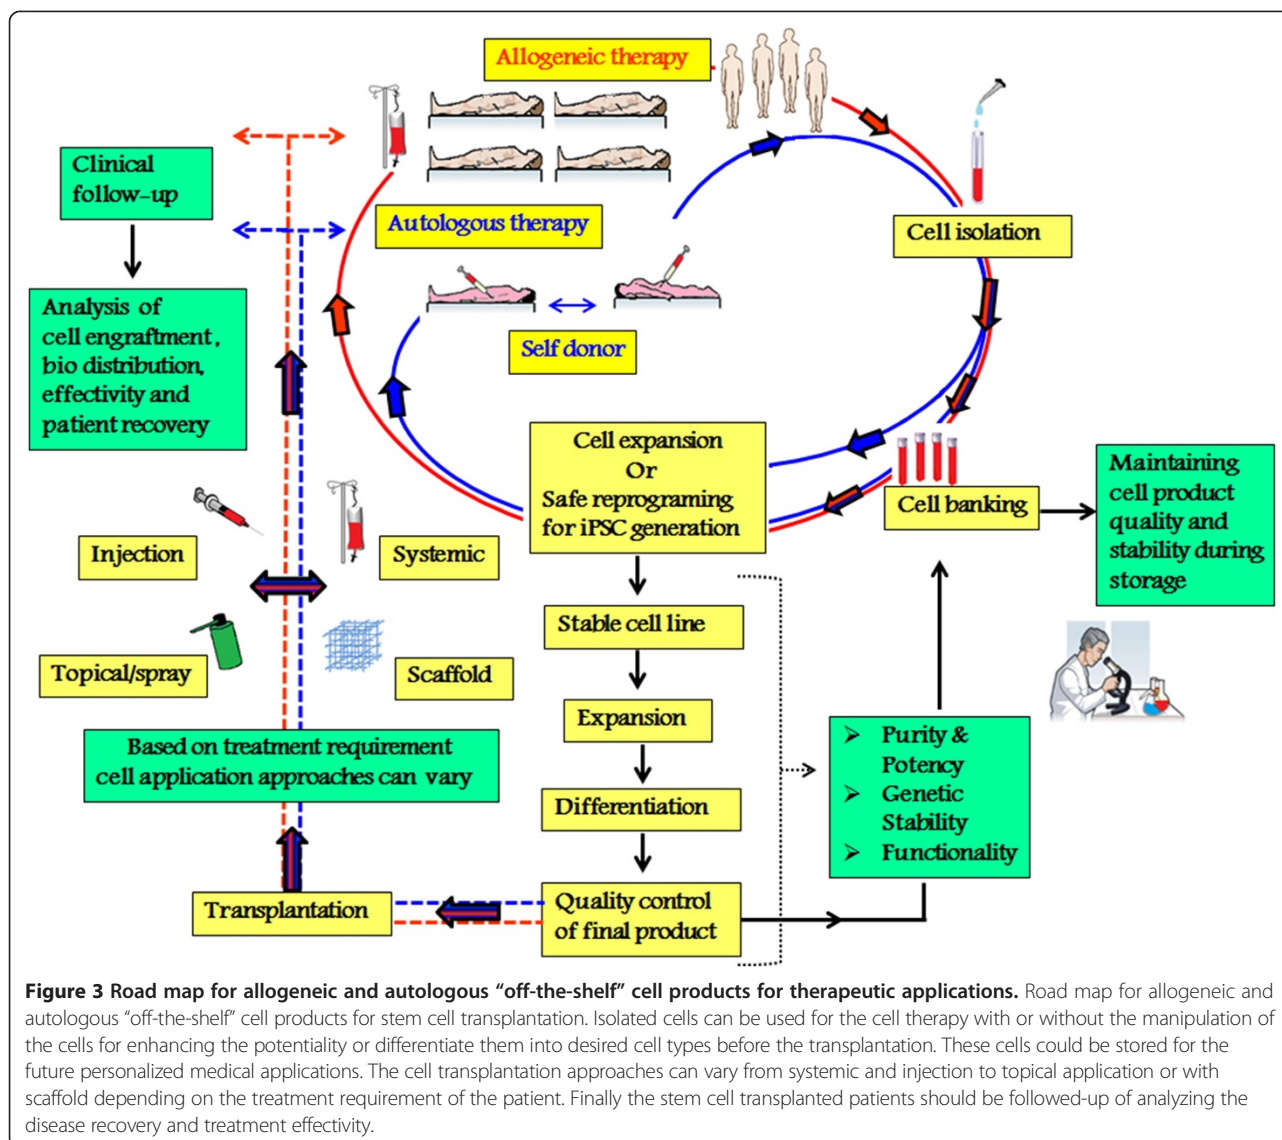 Allogeneic therapy
Clinical
follow-up
Autologous therapy
Cell isolation
Analysis of
cell engraftment,
bio distribution,
effectivity and
patient recovery
Self donor
Cell expansion
Or
Safe reprograming
for iPSC generation
Cell banking
Maintaining
cell product
quality and
stability during
storage
Injection
Systemic
Stable cell line
Topical/spray
Scaffold
Expansion
Based on treatment requirement
cell application approaches can vary
Differentiation
➢ Purity &
Potency
➢ Genetic
Stability
➢ Functionality
Transplantation
Quality control
of final product
Figure 3 Road map for allogeneic and autologous “off-the-shelf” cell products for therapeutic applications. Road map for allogeneic and
autologous “off-the-shelf” cell products for stem cell transplantation. Isolated cells can be used for the cell therapy with or without the manipulation of
the cells for enhancing the potentiality or differentiate them into desired cell types before the transplantation. These cells could be stored for the
future personalized medical applications. The cell transplantation approaches can vary from systemic and injection to topical application or with
scaffold depending on the treatment requirement of the patient. Finally the stem cell transplanted patients should be followed-up of analyzing the
disease recovery and treatment effectivity.